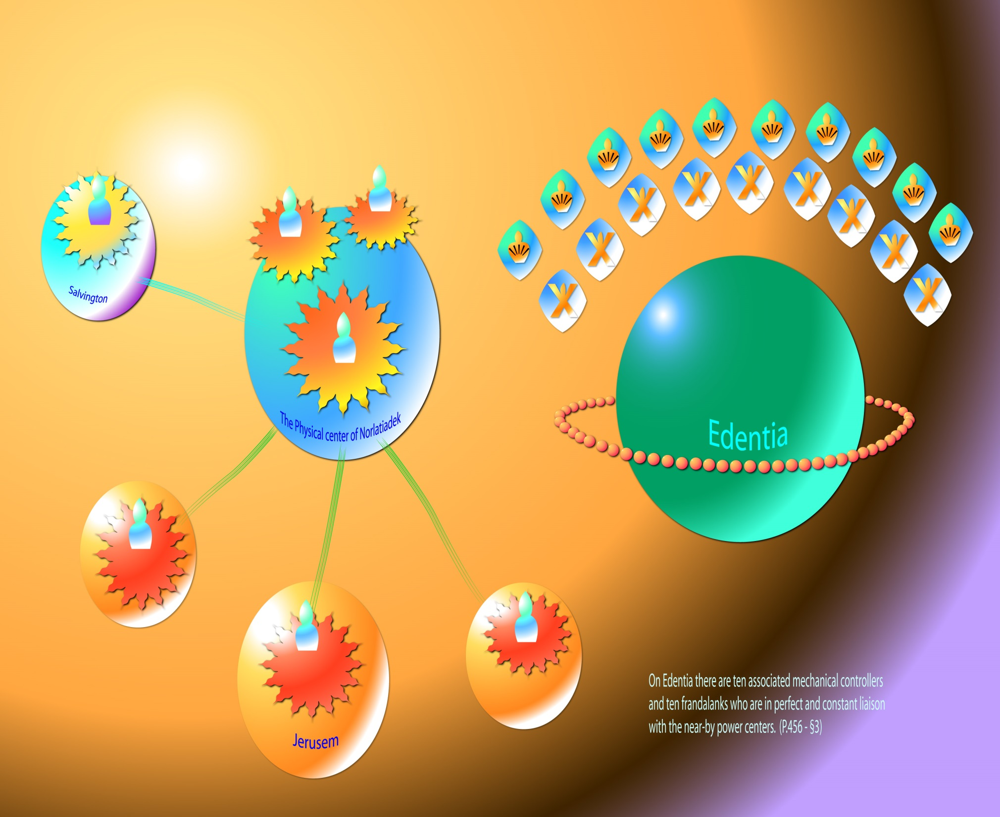 Salvington
The Physical center of Norlatiadek
Edentia
Jerusem
On Edentia there are ten associated mechanical controllers
and ten frandalanks who are in perfect and constant liaison
with the near-by power centers. (P.456 - §3)